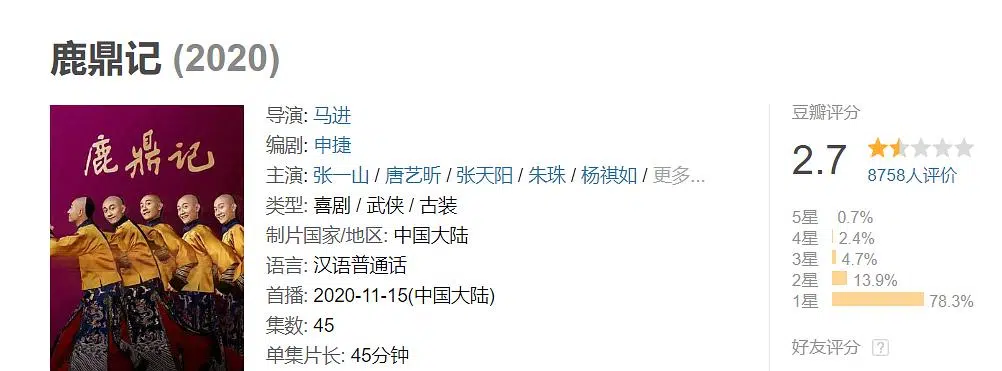 鹿鼎记 (2020)
鹿鼎记
导演: 马进
编剧: 申捷
主演: 张一山 / 唐艺昕 / 张天阳 / 朱珠 / 杨祺如 / 更多...
类型: 喜剧 / 武侠 / 古装
制片国家/地区: 中国大陆
语言: 汉语普通话
首播: 2020-11-15(中国大陆)
集数: 45
单集片长: 45分钟
豆瓣评分
2.7
8758人评价
5星 0.7%
4星 2.4%
3星 4.7%
2星 13.9%
1星 78.3%
好友评分 ?